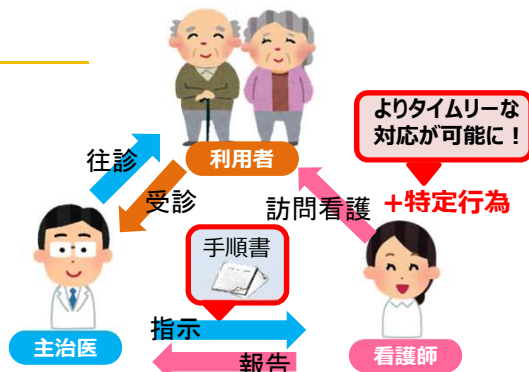 よりタイムリーな
対応が可能に！
利用者
往診
受診
訪問看護
+特定行為
手順書
指示
主治医
報告
看護師